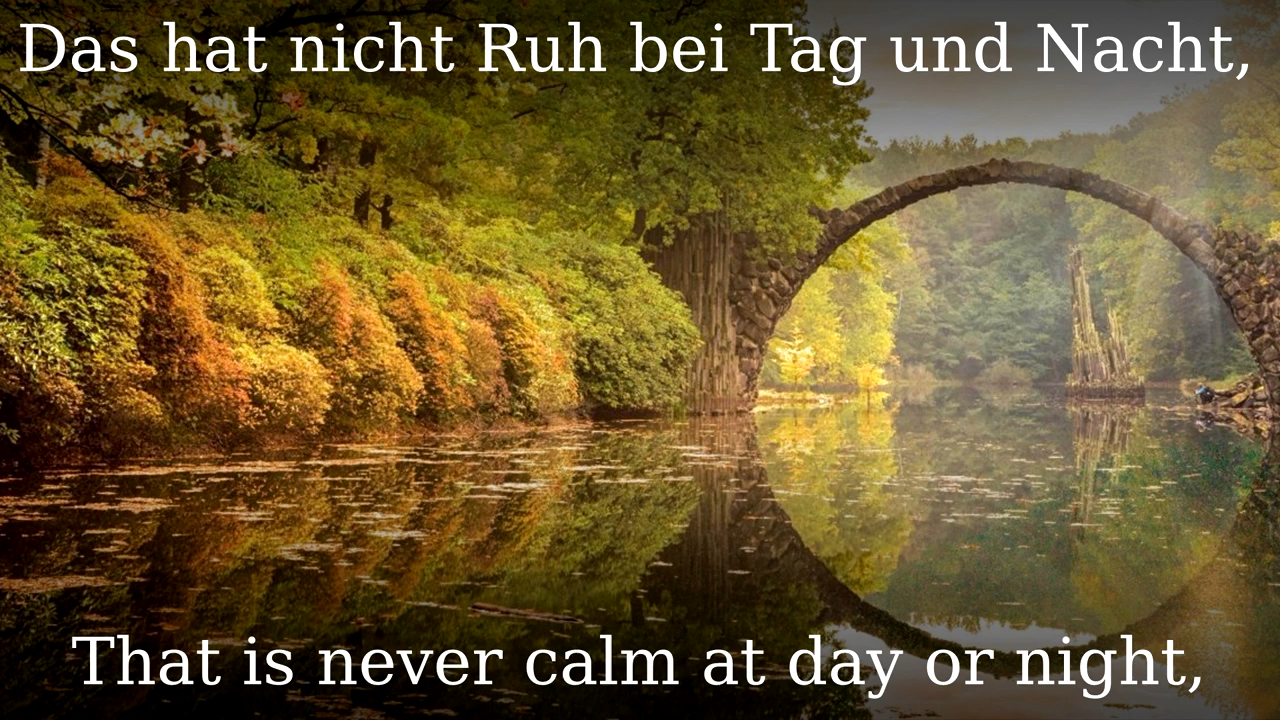 Das hat nicht Ruh bei Tag und Nacht,
That is never calm at day or night,